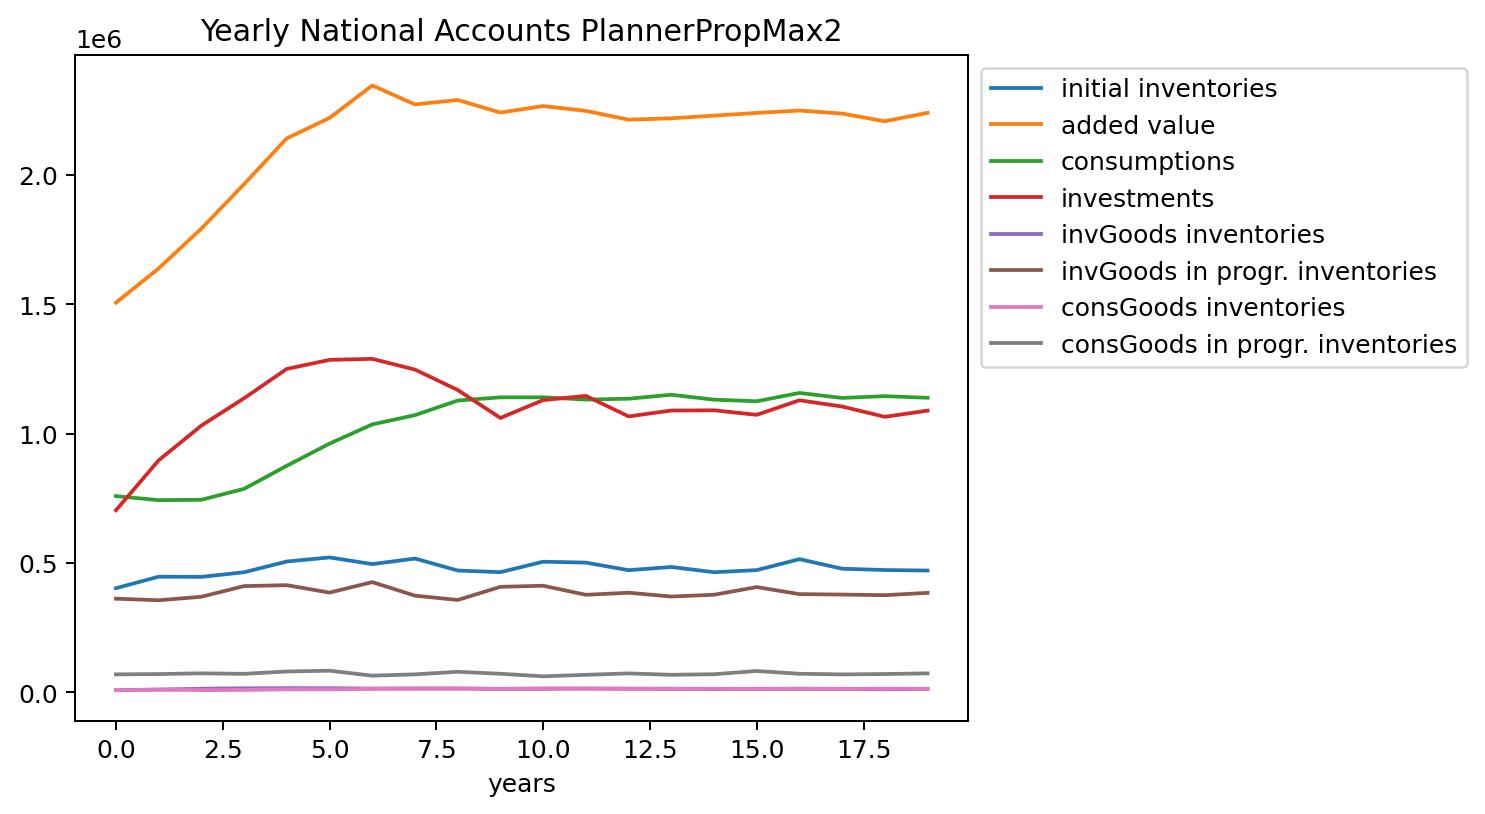 Yearly National Accounts PlannerPropMax2
1e6
2.0
1.5
1.0
0.5
0.0
0.0 2.5 5.0 7.5 10.0 12.5 15.0 17.5
years
initial inventories
added value
consumptions
investments
invGoods inventories
invGoods in progr. inventories
consGoods inventories
consGoods in progr. inventories